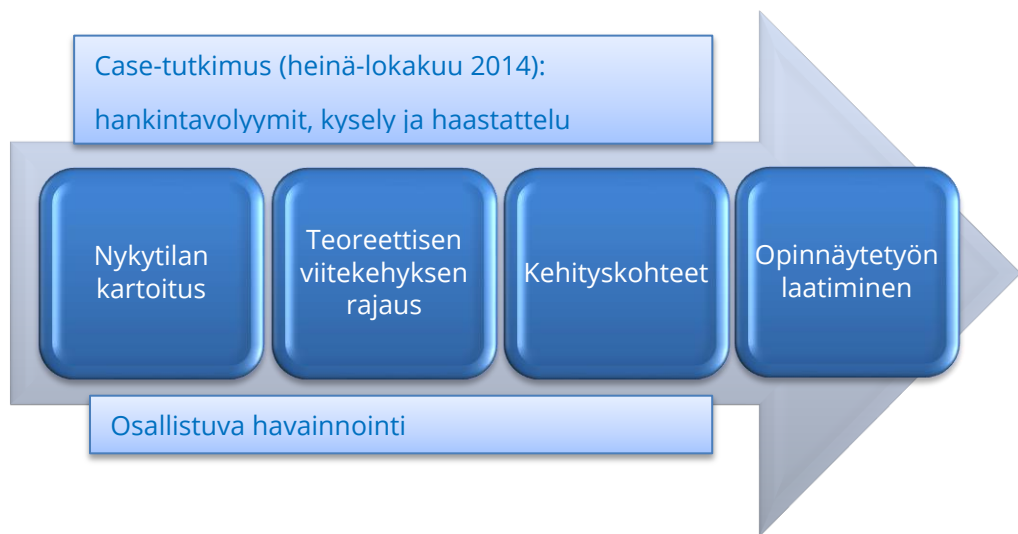 Case-tutkimus (heinä-lokakuu 2014):
hankintavolyymit, kysely ja haastattelu
Nykytilan
kartoitus
Teoreettisen
viitekehyksen
rajaus
Kehityskohteet
Opinnäytetyön
laatiminen
Osallistuva havainnointi